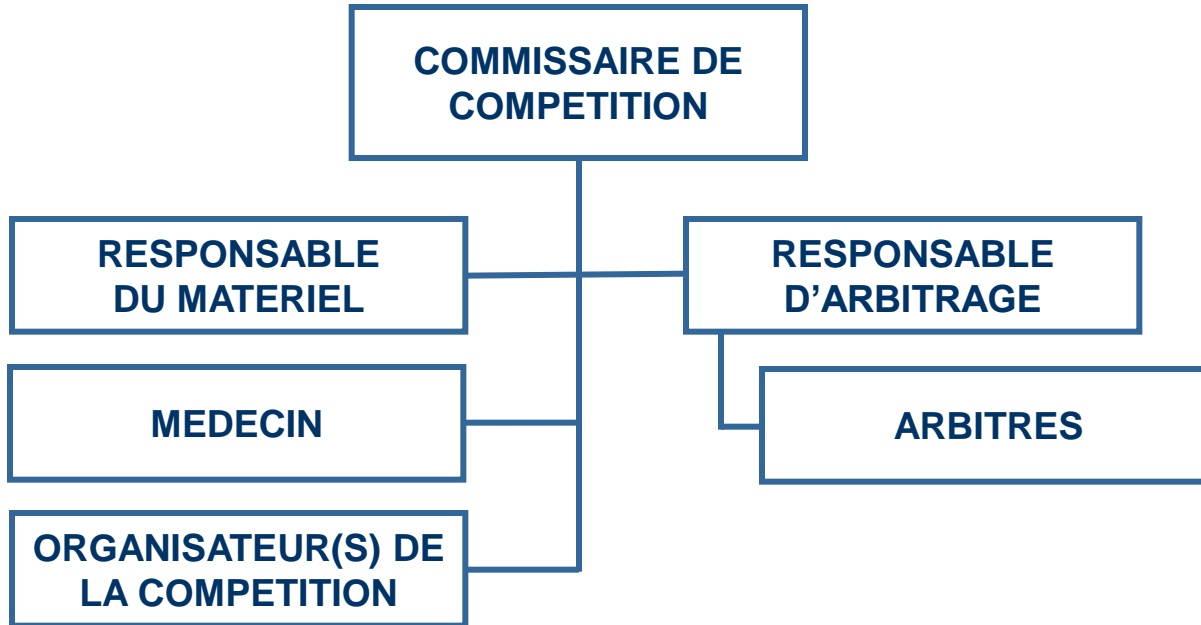 COMMISSAIRE DE
COMPETITION
RESPONSABLE
DU MATERIEL
RESPONSABLE
D’ARBITRAGE
MEDECIN
ARBITRES
ORGANISATEUR(S) DE
LA COMPETITION